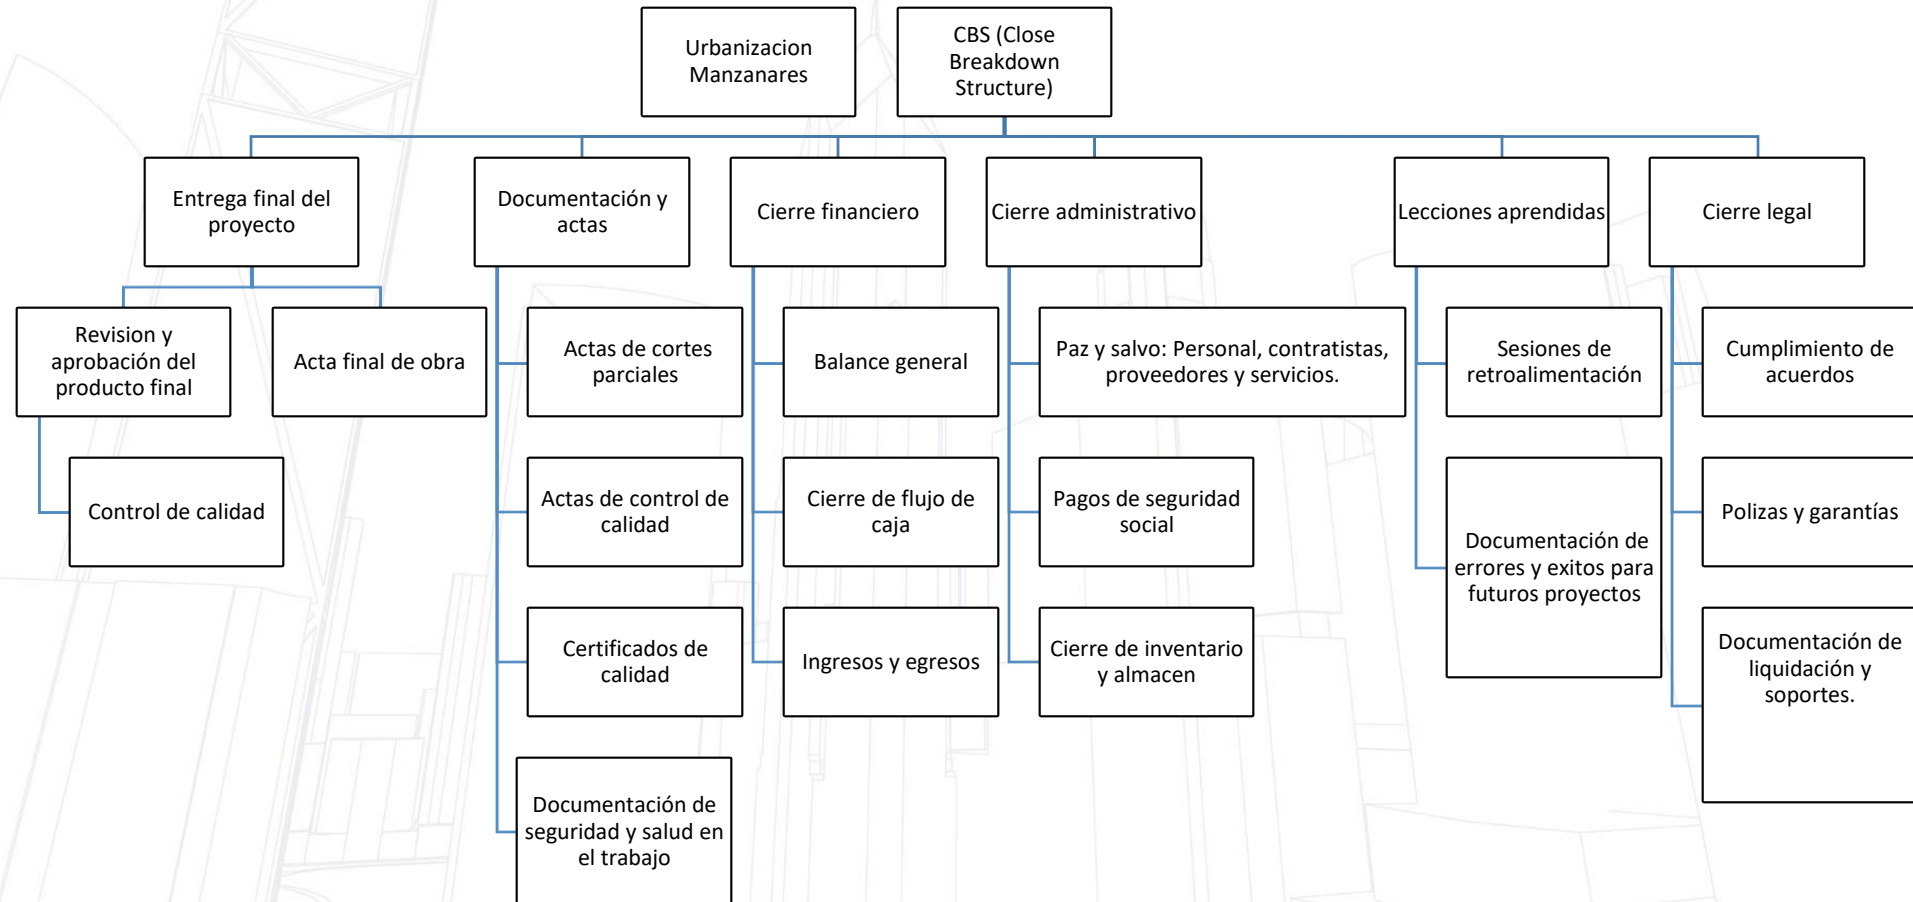 Urbanizacion
Manzanares
CBS (Close
Breakdown
Structure)
Entrega final del
proyecto
Documentación y
actas
Cierre financiero
Cierre administrativo
Lecciones aprendidas
Cierre legal
Revision y
aprobación del
producto final
Acta final de obra
Actas de cortes
parciales
Balance general
Paz y salvo: Personal, contratistas,
proveedores y servicios.
Sesiones de
retroalimentación
Cumplimiento de
acuerdos
Control de calidad
Actas de control de
calidad
Cierre de flujo de
caja
Pagos de seguridad
social
Documentación de
errores y exitos para
futuros proyectos
Polizas y garantías
Certificados de
calidad
Ingresos y egresos
Cierre de inventario
y almacen
Documentación de
liquidación y
soportes.
Documentación de
seguridad y salud en
el trabajo